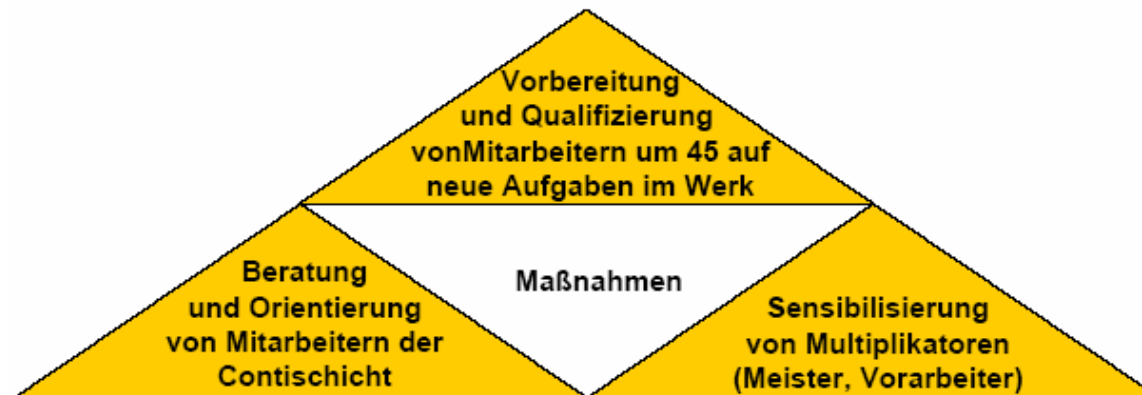 Vorbereitung
und Qualifizierung
vonMitarbeitern um 45 auf
neue Aufgaben im Werk
Beratung
und Orientierung
von Mitarbeitern der
Contischicht
Maßnahmen
Sensibilisierung
von Multiplikatoren
(Meister, Vorarbeiter)